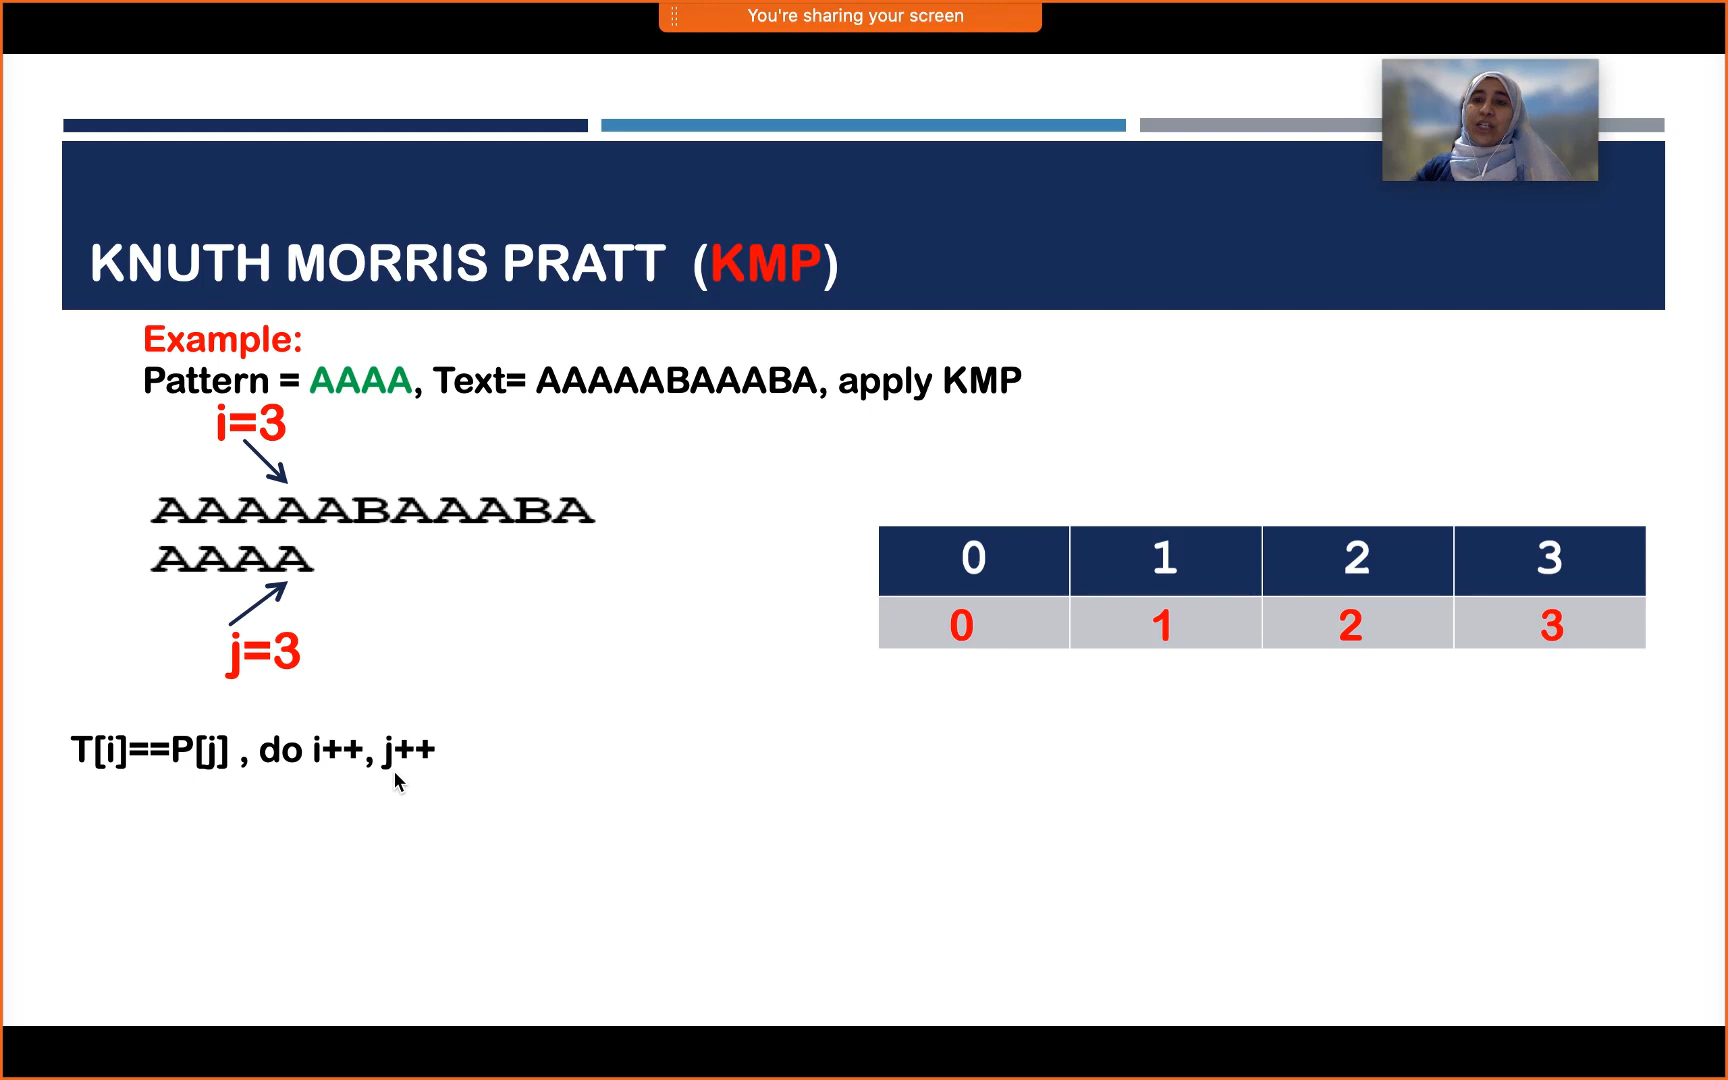 You're sharing your screen
KNUTH MORRIS PRATT (KMP)
Example:
Pattern = AAAA, Text= AAAAABAAABA, apply KMP
i=3
AAAAABAAABA
AAAA
j=3
0 1 2 3
0 1 2 3
T[i]==P[j] , do i++, j++